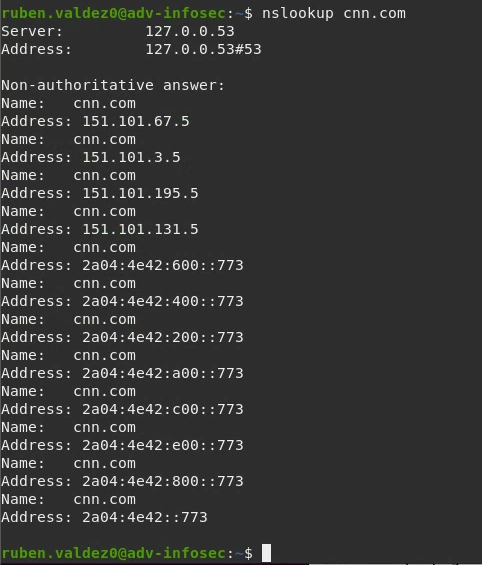 ruben.valdez0@adv-infosec:~$ nslookup cnn.com
Server:         127.0.0.53
Address:        127.0.0.53#53

Non-authoritative answer:
Name:   cnn.com
Address: 151.101.67.5
Name:   cnn.com
Address: 151.101.3.5
Name:   cnn.com
Address: 151.101.195.5
Name:   cnn.com
Address: 151.101.131.5
Name:   cnn.com
Address: 2a04:4e42:600::773
Name:   cnn.com
Address: 2a04:4e42:400::773
Name:   cnn.com
Address: 2a04:4e42:200::773
Name:   cnn.com
Address: 2a04:4e42:a00::773
Name:   cnn.com
Address: 2a04:4e42:c00::773
Name:   cnn.com
Address: 2a04:4e42:e00::773
Name:   cnn.com
Address: 2a04:4e42:800::773
Name:   cnn.com
Address: 2a04:4e42::773

ruben.valdez0@adv-infosec:~$